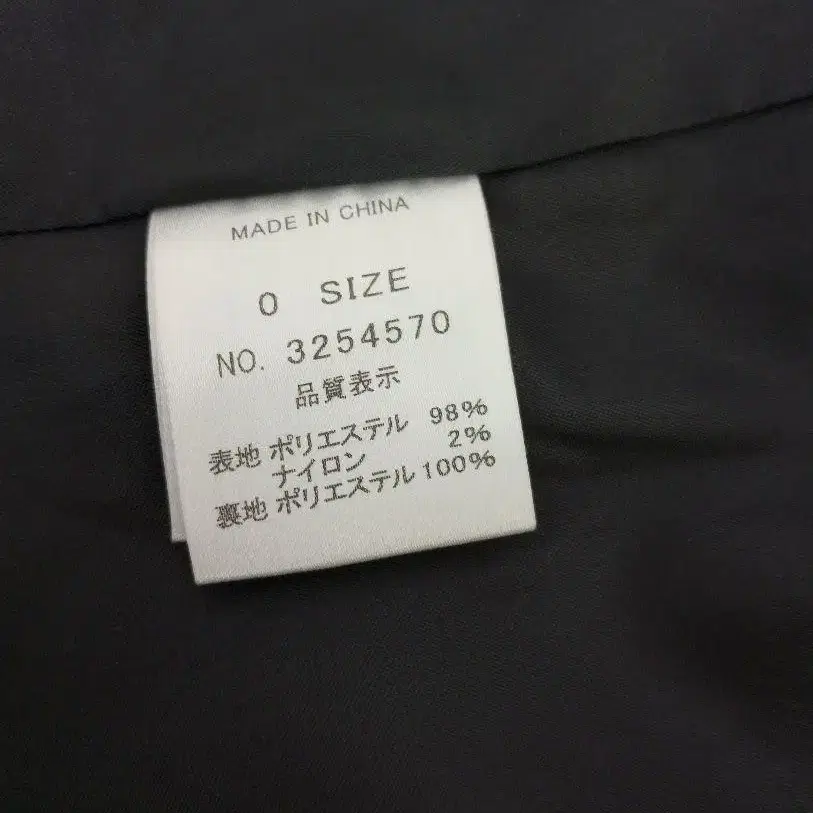 MADE IN CHINA
0 SIZE
NO. 3254570
品質表示
表地 ポリエステル 98%
ナイロン 2%
裏地 ポリエステル 100%